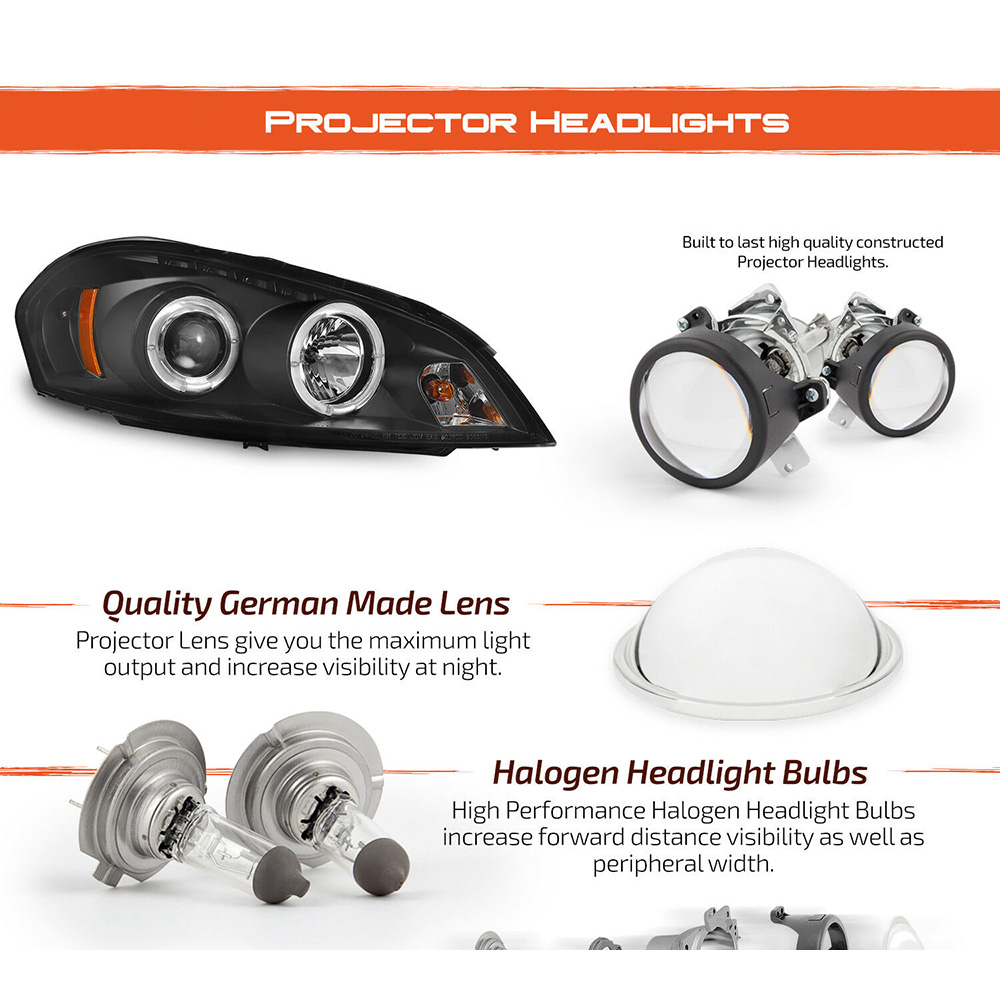 PROJECTOR HEADLIGHTS
Built to last high quality constructed
Projector Headlights.
Quality German Made Lens
Projector Lens give you the maximum light
output and increase visibility at night.
Halogen Headlight Bulbs
High Performance Halogen Headlight Bulbs
increase forward distance visibility as well as
peripheral width.